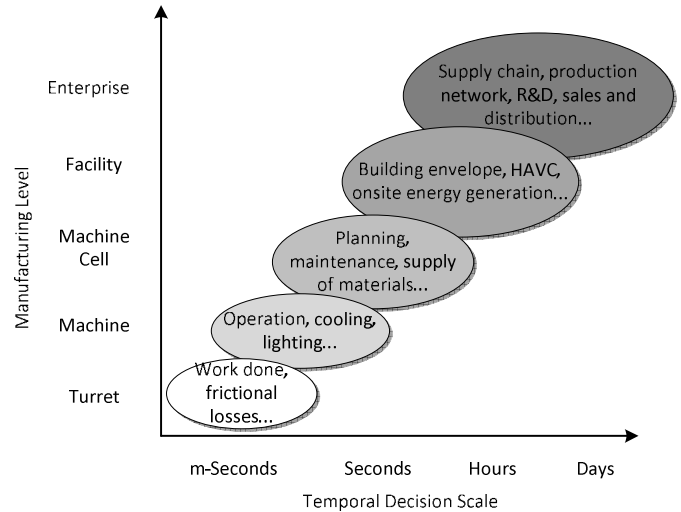 Enterprise
Supply chain, production
network, R&D, sales and
distribution...
Facility
Building envelope, HAVC,
onsite energy generation...
Manufacturing Level
Machine
Cell
Planning,
maintenance, supply
of materials...
Machine
Operation, cooling,
lighting...
Turret
Work done,
frictional
losses...
m-Seconds
Seconds
Hours
Days
Temporal Decision Scale